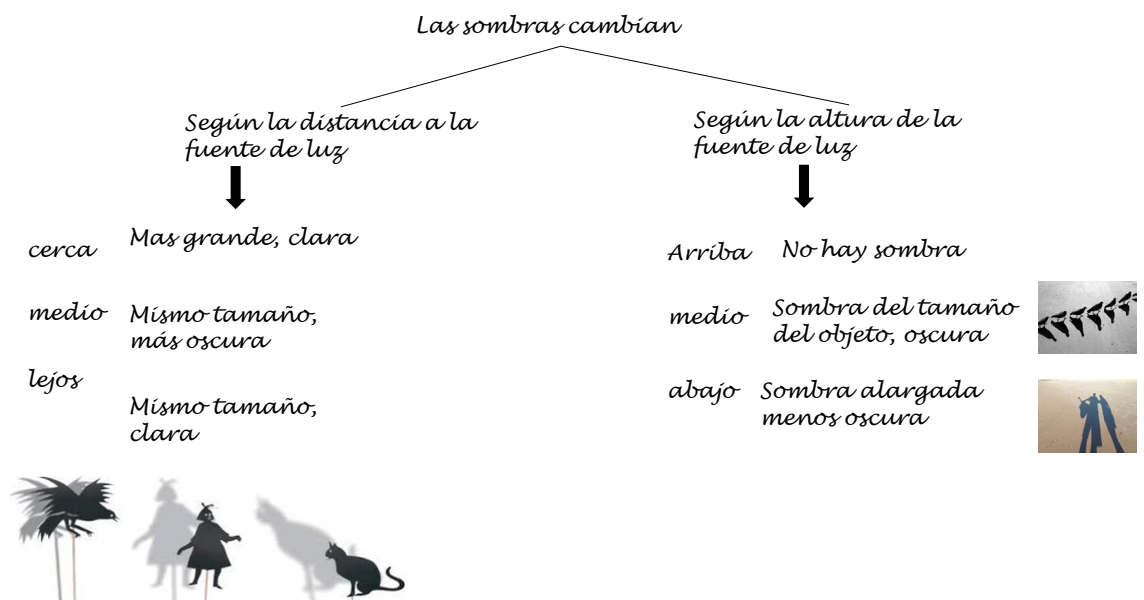 Las sombras cambian
Según la distancia a la
fuente de luz
cerca
Mas grande, clara
medio
Mismo tamaño,
más oscura
lejos
Mismo tamaño,
clara
Según la altura de la
fuente de luz
Arriba
No hay sombra
medio
Sombra del tamaño
del objeto, oscura
abajo
Sombra alargada
menos oscura